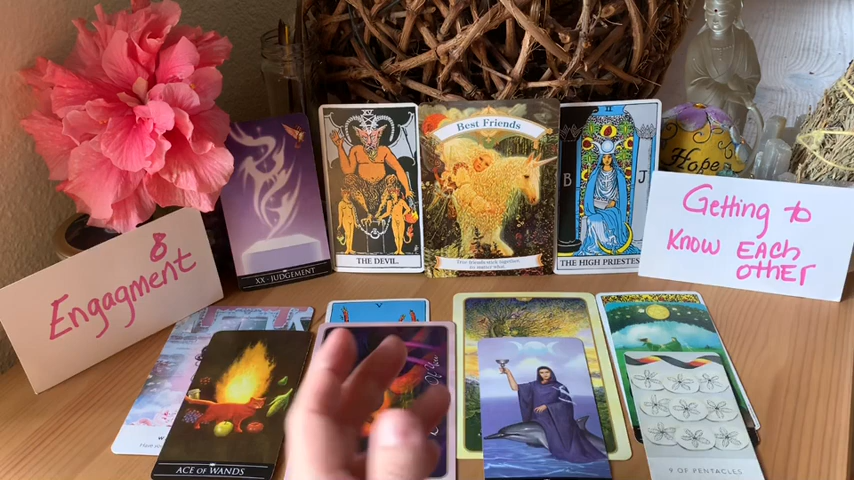 XV
Best Friends
Hope
B
J
THE DEVIL.
True friends stick together,
no matter what.
THE HIGH PRIESTESS
XX - JUDGEMENT
8
Engagment
Getting to
Know Each
other
ACE OF WANDS
9 OF PENTACLES